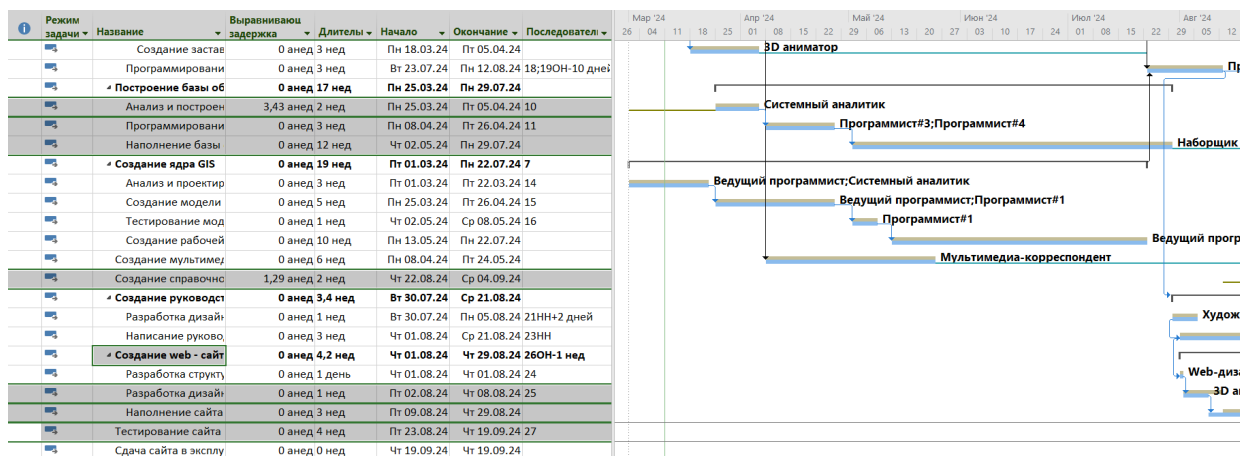 Режим задачи Название Выравнивающ задержка Длителы Начало Окончание Последовател
Мар '24 Апр '24 Май '24 Июн '24 Июл '24 Авг '24
26 04 11 18 25 01 08 15 22 29 06 13 20 27 03 10 17 24 01 08 15 22 29 05 12
Создание застав 0 анед 3 нед Пн 18.03.24 Пт 05.04.24
3D аниматор
Программировани 0 анед 3 нед Вт 23.07.24 Пн 12.08.24 18;19ОН-10 дней
Пр
Построение базы об 0 анед 17 нед Пн 25.03.24 Пн 29.07.24
Анализ и построен 3,43 анед 2 нед Пн 25.03.24 Пт 05.04.24 10
Системный аналитик
Программировани 0 анед 3 нед Пн 08.04.24 Пт 26.04.24 11
Программист#3;Программист#4
Наполнение базы 0 анед 12 нед Чт 02.05.24 Пн 29.07.24
Наборщик
Создание ядра GIS 0 анед 19 нед Пт 01.03.24 Пн 22.07.24 7
Анализ и проектир 0 анед 3 нед Пт 01.03.24 Пт 22.03.24 14
Ведущий программист;Системный аналитик
Создание модели 0 анед 5 нед Пн 25.03.24 Пт 26.04.24 15
Ведущий программист;Программист#1
Тестирование мод 0 анед 1 нед Чт 02.05.24 Ср 08.05.24 16
Программист#1
Создание рабочей 0 анед 10 нед Пн 13.05.24 Пн 22.07.24
Ведущий прогр
Создание мультимед 0 анед 6 нед Пн 08.04.24 Пт 24.05.24
Мультимедиа-корреспондент
Создание справочно 1,29 анед 2 нед Чт 22.08.24 Ср 04.09.24
Создание руководст 0 анед 3,4 нед Вт 30.07.24 Ср 21.08.24
Разработка дизайн 0 анед 1 нед Вт 30.07.24 Пн 05.08.24 21НН+2 дней
Худож
Написание руково 0 анед 3 нед Чт 01.08.24 Ср 21.08.24 23НН
Создание web - сайт 0 анед 4,2 нед Чт 01.08.24 Чт 29.08.24 26ОН-1 нед
Разработка структу 0 анед 1 день Чт 01.08.24 Чт 01.08.24 24
Web-диза
Разработка дизайн 0 анед 1 нед Пт 02.08.24 Чт 08.08.24 25
3D а
Наполнение сайта 0 анед 3 нед Пт 09.08.24 Чт 29.08.24
Тестирование сайта 0 анед 4 нед Пт 23.08.24 Чт 19.09.24 27
Сдача сайта в эксплу 0 анед 0 нед Чт 19.09.24 Чт 19.09.24